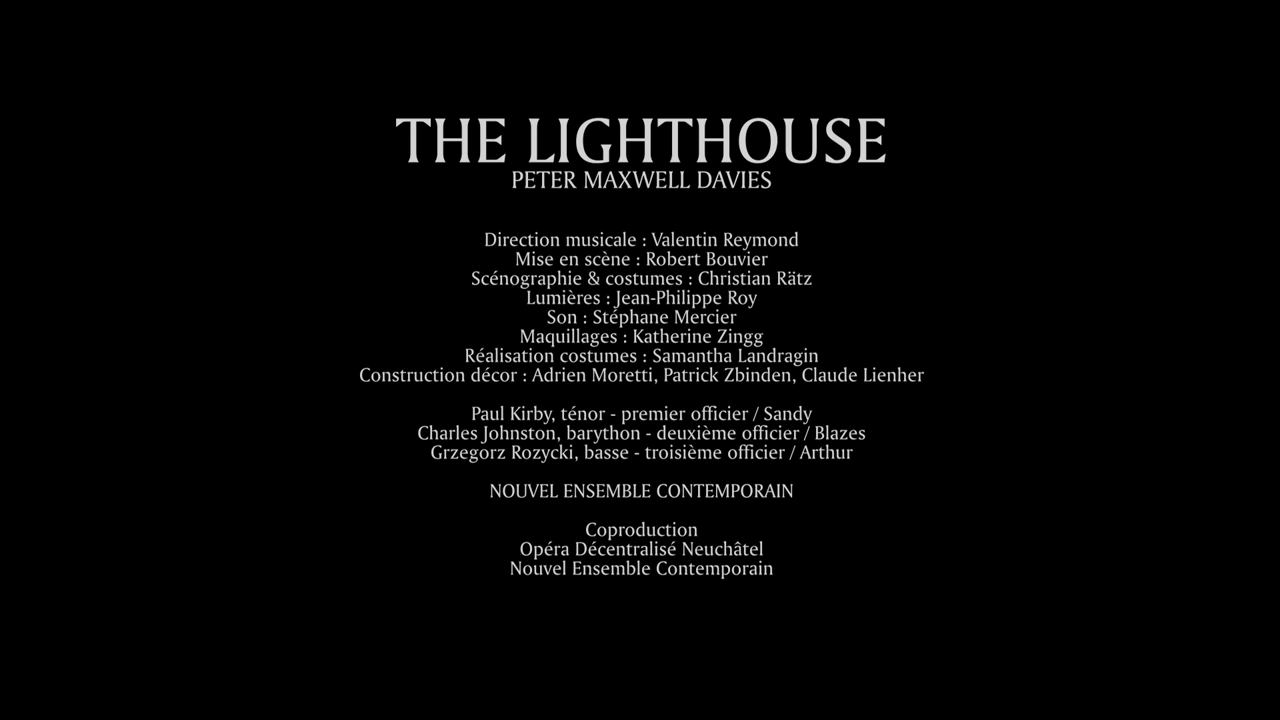 THE LIGHTHOUSE
PETER MAXWELL DAVIES
Direction musicale : Valentin Reymond
Mise en scène : Robert Bouvier
Scénographie & costumes : Christian Rätz
Lumières : Jean-Philippe Roy
Son : Stéphane Mercier
Maquillages : Katherine Zingg
Réalisation costumes : Samantha Landragin
Construction décor : Adrien Moretti, Patrick Zbinden, Claude Lienher
Paul Kirby, ténor - premier officier / Sandy
Charles Johnston, barython - deuxième officier / Blazes
Grzegorz Rozycki, basse - troisième officier / Arthur
NOUVEL ENSEMBLE CONTEMPORAIN
Coproduction
Opéra Décentralisé Neuchâtel
Nouvel Ensemble Contemporain